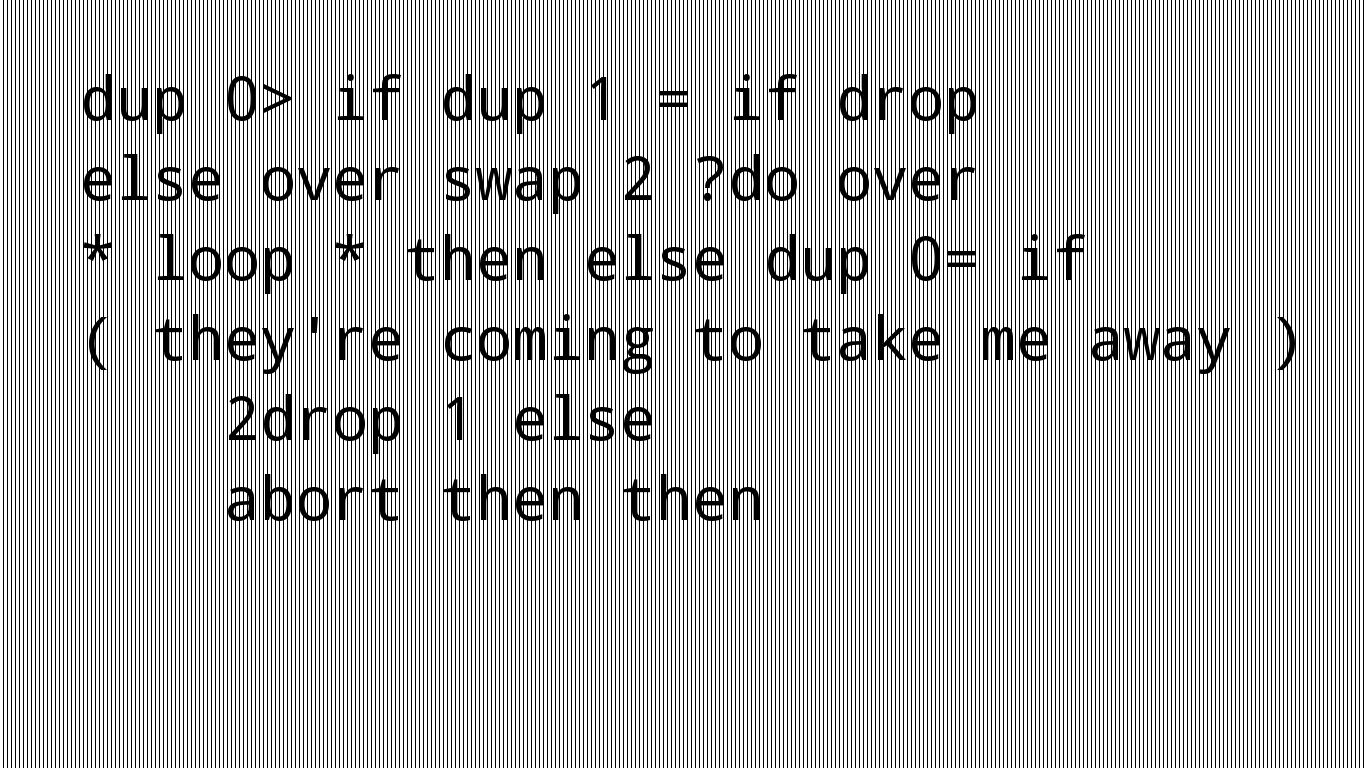 dup 0> if dup 1 = if drop
else over swap 2 ?do over
* loop * then else dup 0= if
( they're coming to take me away )
2drop 1 else
abort then then